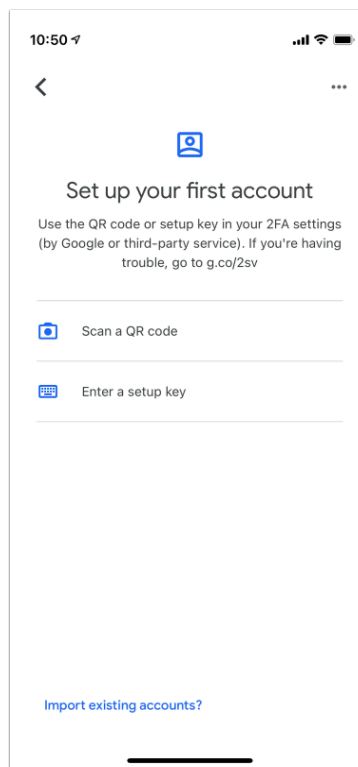 10:50
Set up your first account
Use the QR code or setup key in your 2FA settings
(by Google or third-party service). If you're having
trouble, go to g.co/2sv
Scan a QR code
Enter a setup key
Import existing accounts?